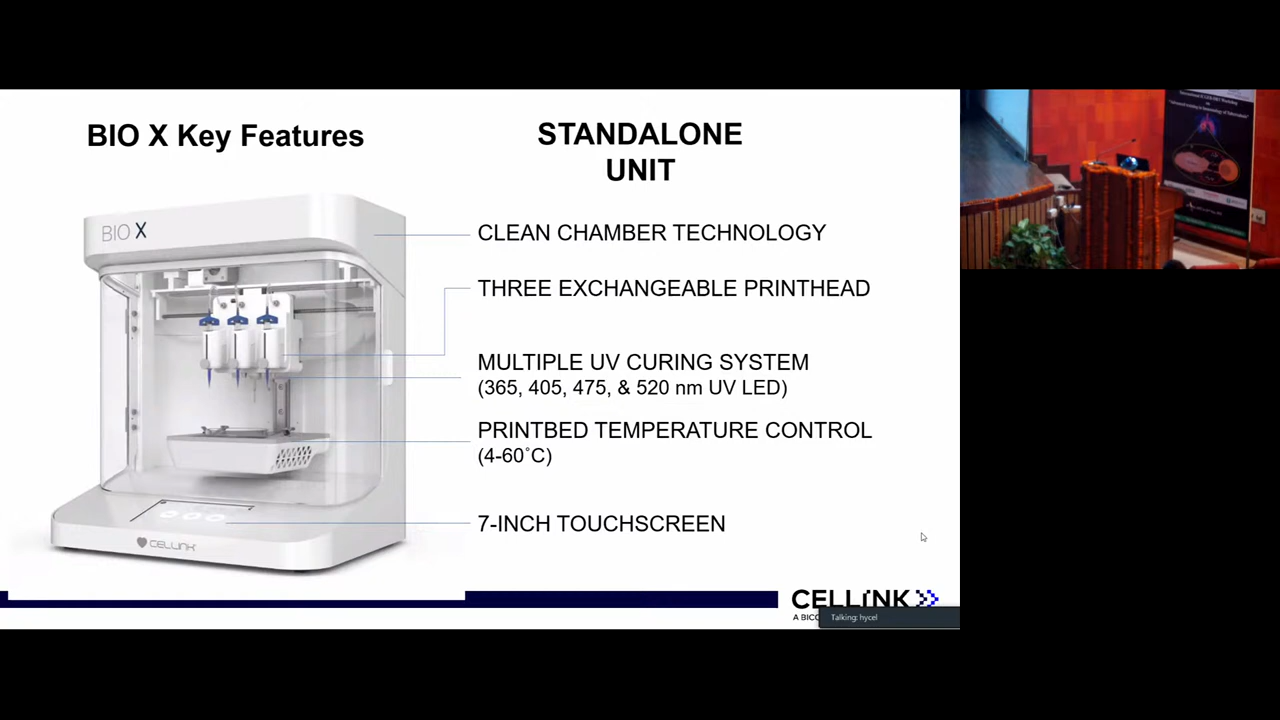 BIO X Key Features
STANDALONE
UNIT
BIO X
CLEAN CHAMBER TECHNOLOGY
THREE EXCHANGEABLE PRINTHEAD
MULTIPLE UV CURING SYSTEM
(365, 405, 475, & 520 nm UV LED)
PRINTBED TEMPERATURE CONTROL
(4-60˚C)
7-INCH TOUCHSCREEN
CELLINK
CELLINK
A BICO
Talking: hycel